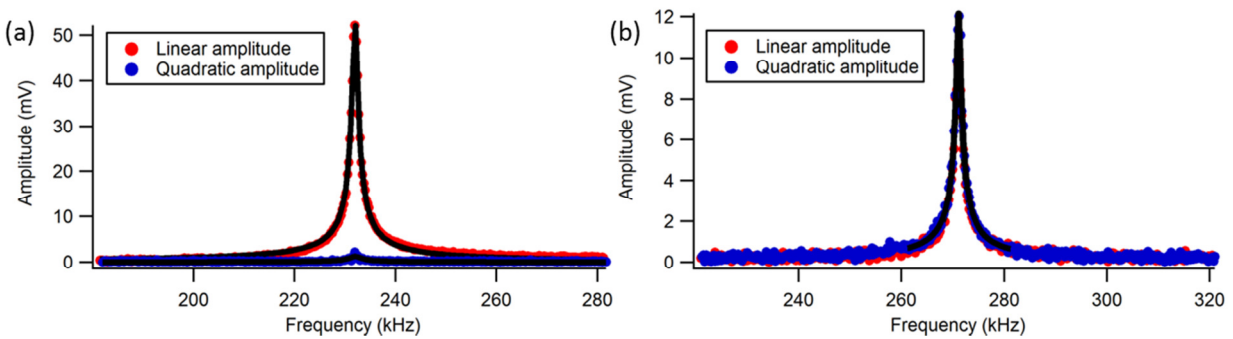 (a)
50
40
30
20
10
0
Amplitude (mV)
Linear amplitude
Quadratic amplitude
200 220 240 260 280
Frequency (kHz)
(b)
12
10
8
6
4
2
0
Amplitude (mV)
Linear amplitude
Quadratic amplitude
240 260 280 300 320
Frequency (kHz)